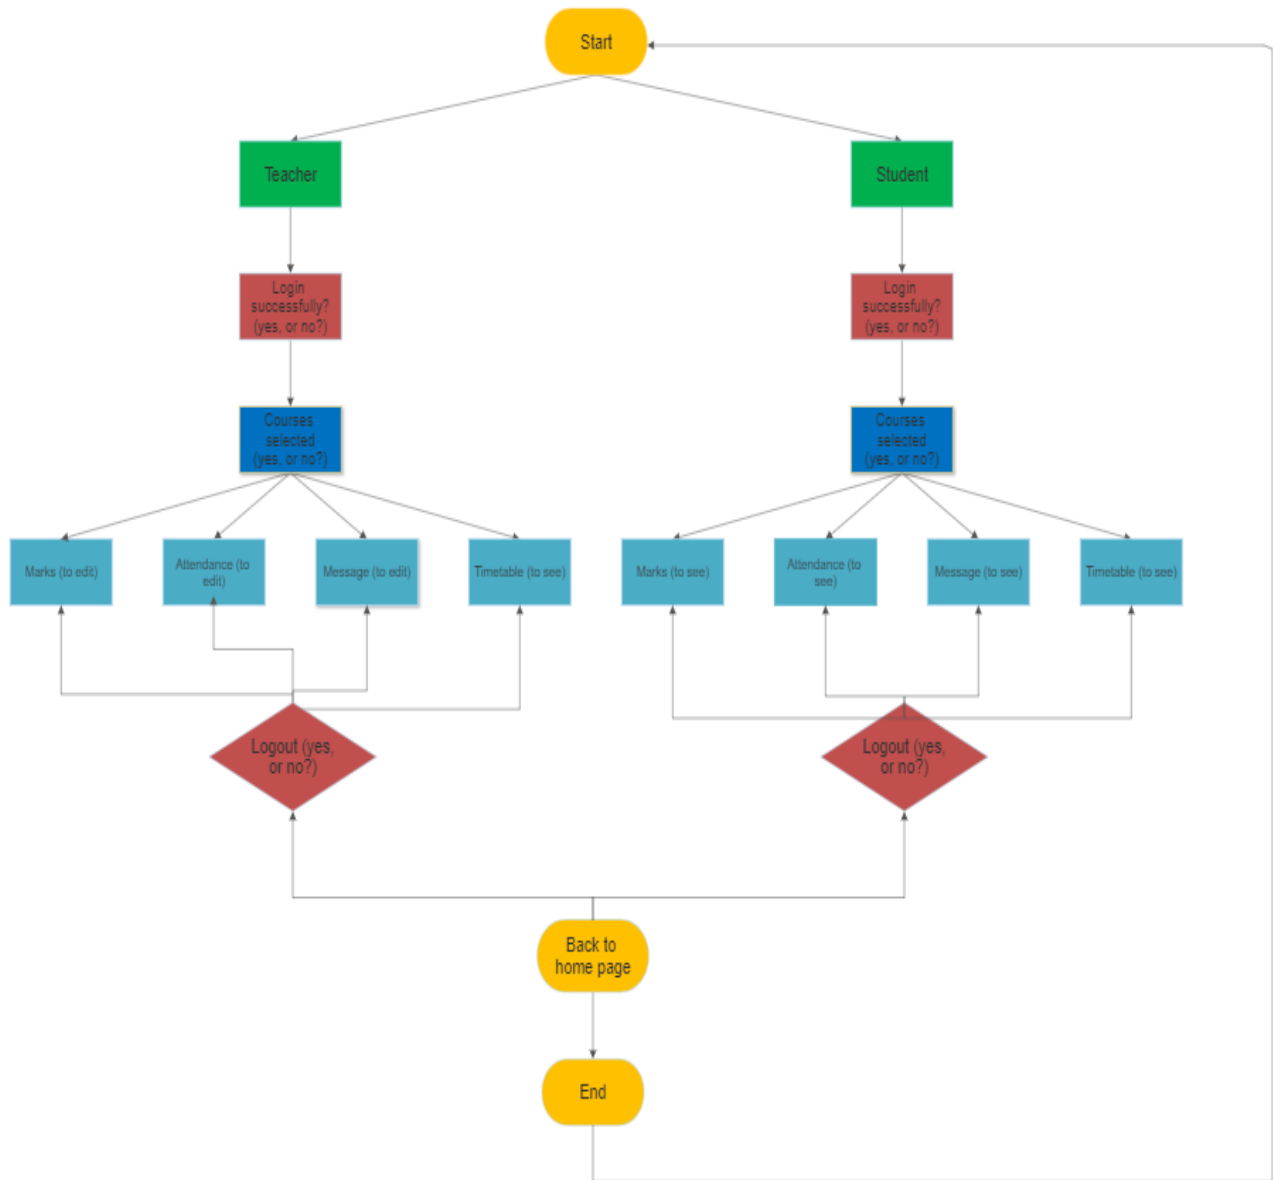 Start
Teacher
Student
Login
successfully?
(yes, or no?)
Login
successfully?
(yes, or no?)
Courses
selected
(yes, or no?)
Courses
selected
(yes, or no?)
Marks (to edit)
Attendance (to
edit)
Message (to edit)
Timetable (to see)
Marks (to see)
Attendance (to
see)
Message (to see)
Timetable (to see)
Logout (yes,
or no?)
Logout (yes,
or no?)
Back to
home page
End